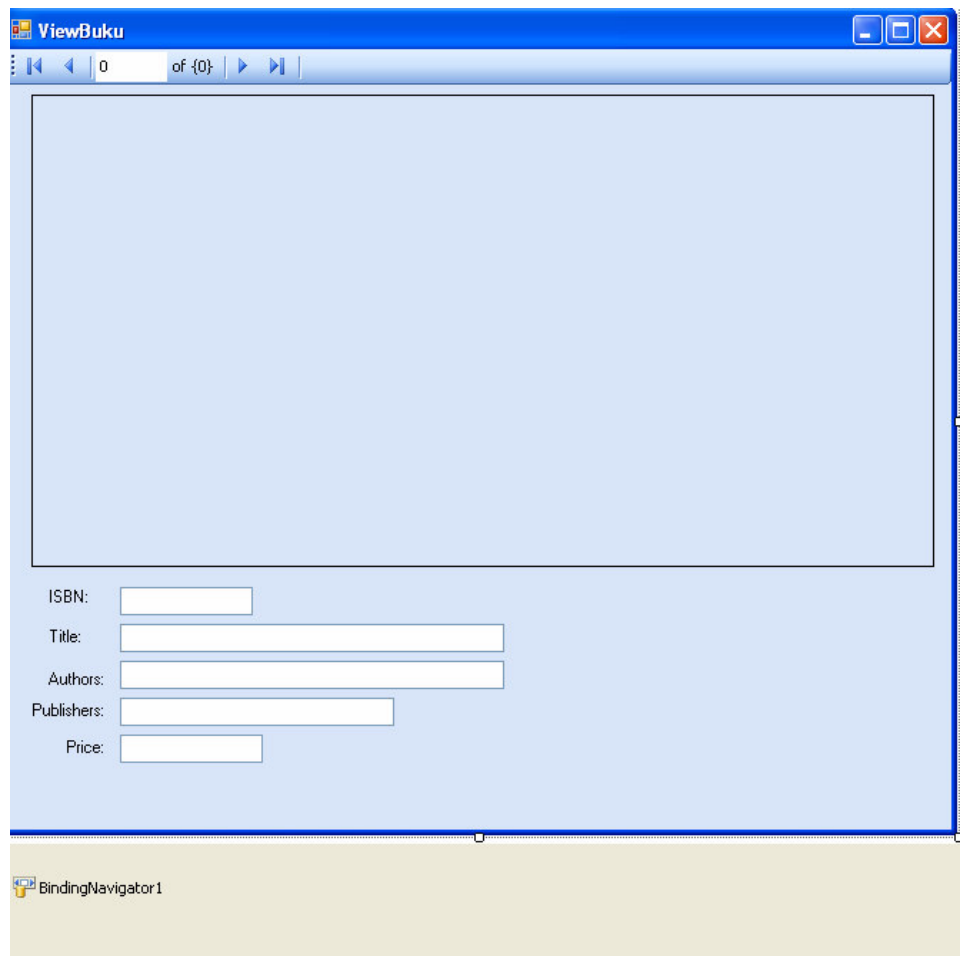 ViewBuku
0 of {0}
ISBN:
Title:
Authors:
Publishers:
Price:
BindingNavigator1